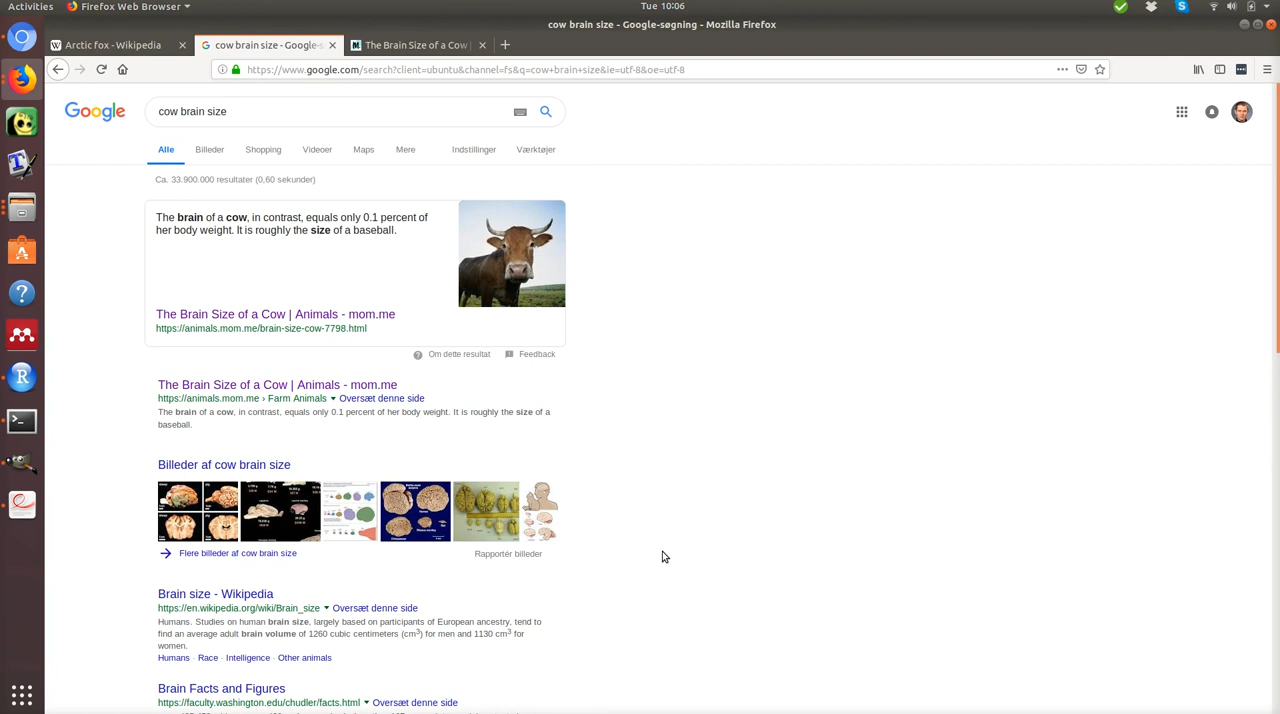 Activities Firefox Web Browser Tue 10:06
cow brain size - Google-søgning - Mozilla Firefox
Arctic fox - Wikipedia cow brain size - Google-s The Brain Size of a Cow |
https://www.google.com/search?client=ubuntu&channel=fs&q=cow+brain+size&ie=utf-8&oe=utf-8
Google cow brain size
Alle Billeder Shopping Videoer Maps Mere Indstillinger Værktøjer
Ca. 33.900.000 resultater (0,60 sekunder)
The brain of a cow, in contrast, equals only 0.1 percent of
her body weight. It is roughly the size of a baseball.
The Brain Size of a Cow | Animals - mom.me
https://animals.mom.me/brain-size-cow-7798.html
Om dette resultat Feedback
The Brain Size of a Cow | Animals - mom.me
https://animals.mom.me › Farm Animals Oversæt denne side
The brain of a cow, in contrast, equals only 0.1 percent of her body weight. It is roughly the size of a
baseball.
Billeder af cow brain size
Flere billeder af cow brain size Rapportér billeder
Brain size - Wikipedia
https://en.wikipedia.org/wiki/Brain_size Oversæt denne side
Humans. Studies on human brain size, largely based on participants of European ancestry, tend to
find an average adult brain volume of 1260 cubic centimeters (cm3) for men and 1130 cm3 for
women.
Humans · Race · Intelligence · Other animals
Brain Facts and Figures
https://faculty.washington.edu/chudler/facts.html Oversæt denne side